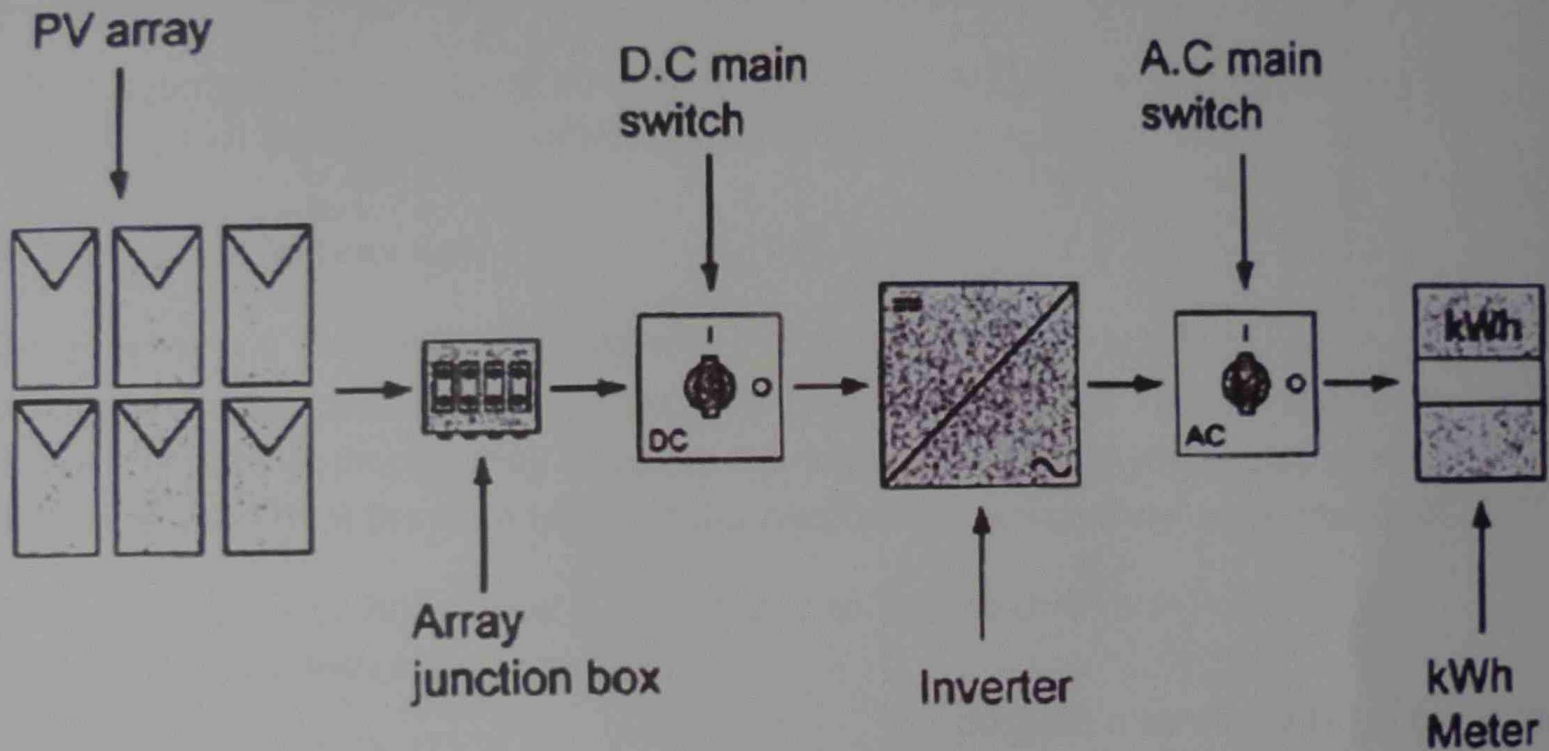 PV array
D.C main
switch
A.C main
switch
DC
AC
kWh
Array
junction box
Inverter
kWh
Meter